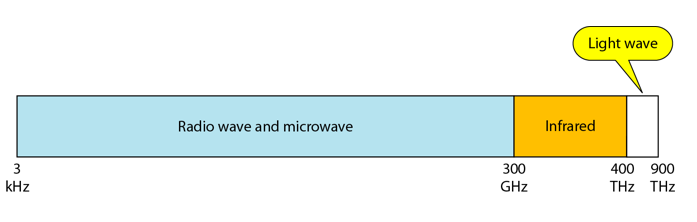 Light wave
Radio wave and microwave
Infrared
3
kHz
300
GHz
400
THz
900
THz